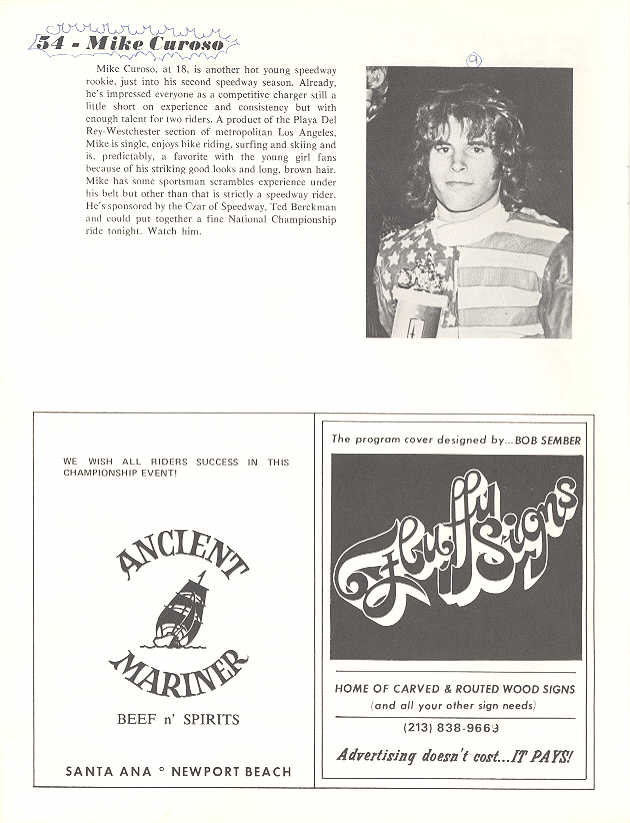 54 - Mike Curoso
9
Mike Curoso, at 18, is another hot young speedway
rookie, just into his second speedway season. Already,
he's impressed everyone as a competitive charger still a
little short on experience and consistency but with
enough talent for two riders. A product of the Playa Del
Rey-Westchester section of metropolitan Los Angeles,
Mike is single, enjoys bike riding, surfing and skiing and
is, predictably, a favorite with the young girl fans
because of his striking good looks and long, brown hair.
Mike has some sportsman scrambles experience under
his belt but other than that is strictly a speedway rider.
He's sponsored by the Czar of Speedway, Ted Berckman
and could put together a fine National Championship
ride tonight. Watch him.
WE WISH ALL RIDERS SUCCESS IN THIS
CHAMPIONSHIP EVENT!
ANCIENT
MARINER
BEEF n' SPIRITS
SANTA ANA ° NEWPORT BEACH
The program cover designed by...BOB SEMBER
Fluffy
Signs
HOME OF CARVED & ROUTED WOOD SIGNS
(and all your other sign needs)
(213) 838-9669
Advertising doesn't cost...IT PAYS!